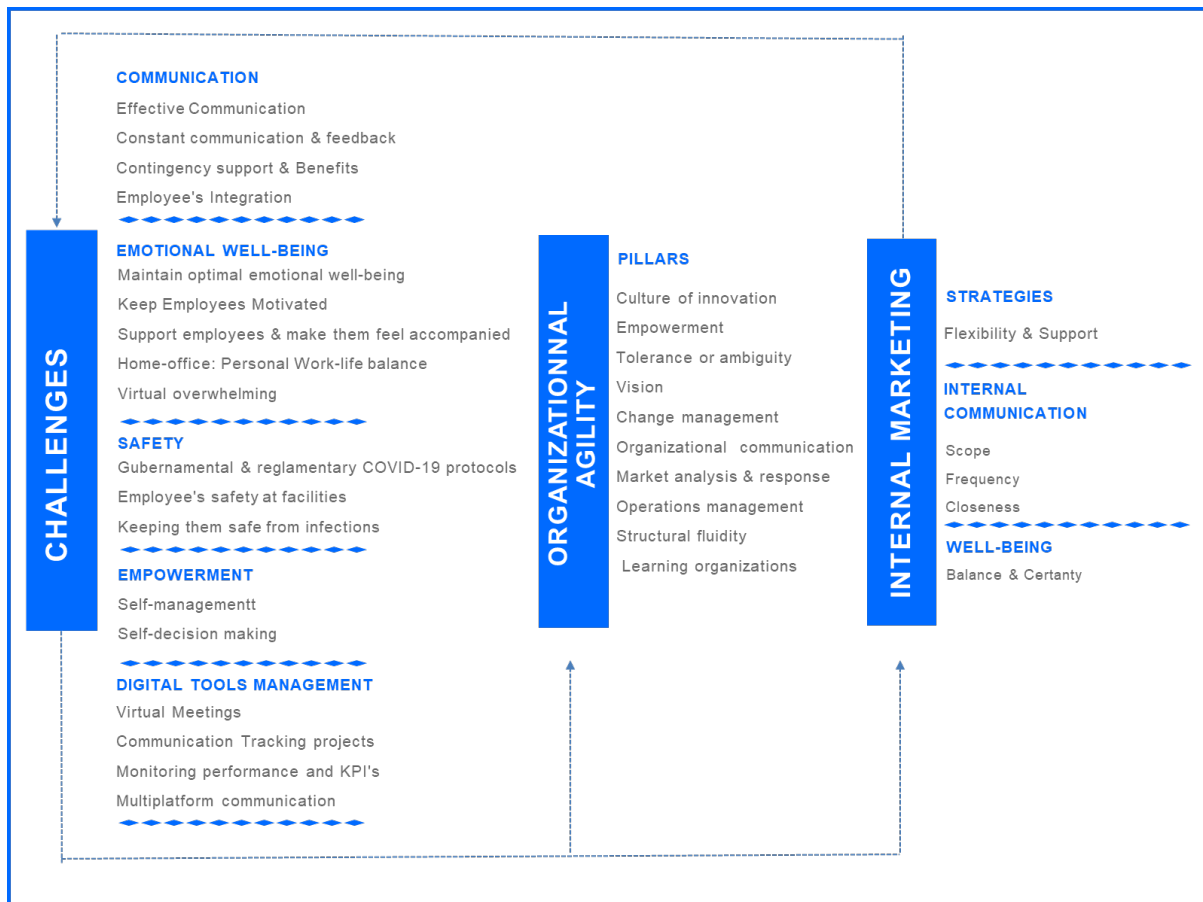 COMMUNICATION
Effective Communication
Constant communication & feedback
Contingency support & Benefits
Employee's Integration
CHALLENGES
EMOTIONAL WELL-BEING
Maintain optimal emotional well-being
Keep Employees Motivated
Support employees & make them feel accompanied
Home-office: Personal Work-life balance
Virtual overwhelming
SAFETY
Gubernamental & reglamentary COVID-19 protocols
Employee's safety at facilities
Keeping them safe from infections
EMPOWERMENT
Self-managementt
Self-decision making
DIGITAL TOOLS MANAGEMENT
Virtual Meetings
Communication Tracking projects
Monitoring performance and KPI's
Multiplatform communication
ORGANIZATIONNAL
AGILITY
PILLARS
Culture of innovation
Empowerment
Tolerance or ambiguity
Vision
Change management
Organizational communication
Market analysis & response
Operations management
Structural fluidity
Learning organizations
INTERNAL MARKETING
STRATEGIES
Flexibility & Support
INTERNAL
COMMUNICATION
Scope
Frequency
Closeness
WELL-BEING
Balance & Certanty